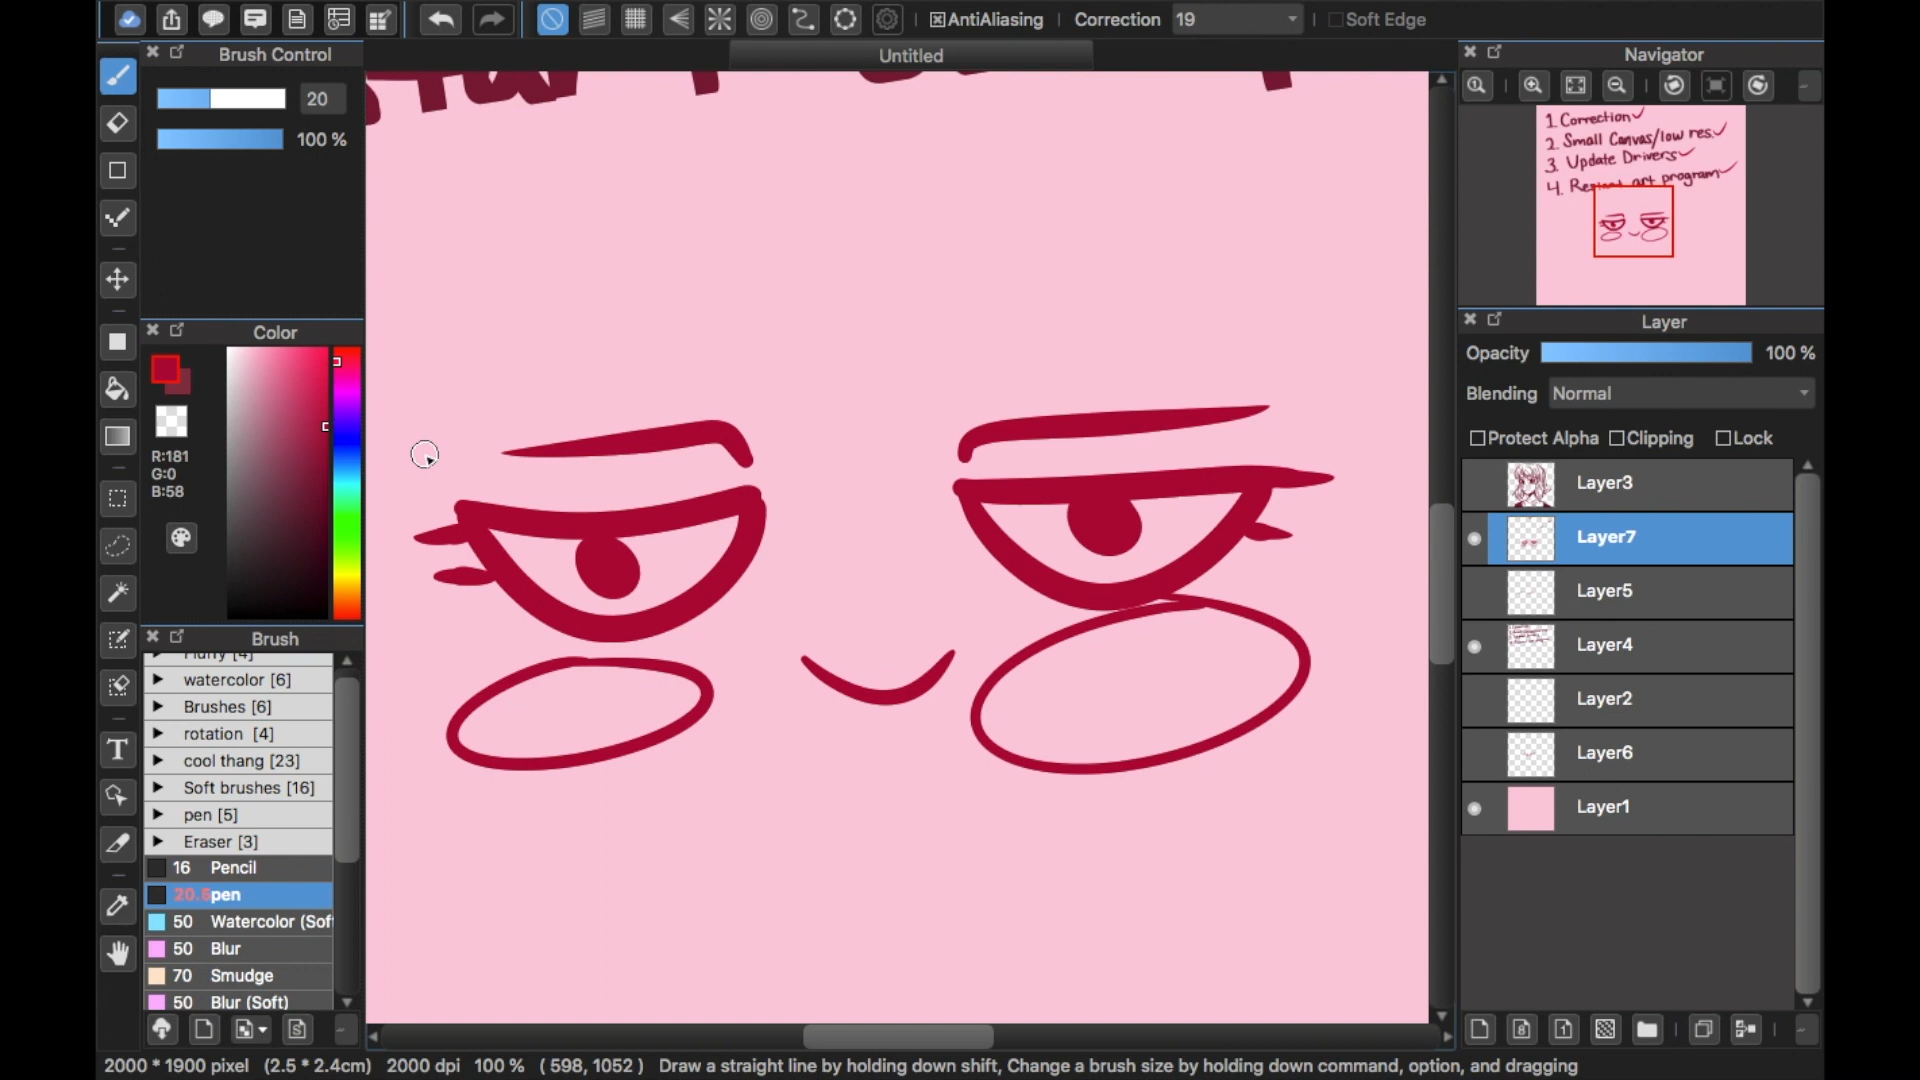 AntiAliasing
Correction 19
Soft Edge
Brush Control
Untitled
Navigator
20
100 %
1. Correction
2. Small Canvas/low res.
3. Update Drivers
4. art program
Color
R:181
G:0
B:58
Layer
Opacity 100 %
Blending Normal
Protect Alpha Clipping Lock
Layer3
Layer7
Layer5
Layer4
Layer2
Layer6
Layer1
Brush
Fluffy [4]
watercolor [6]
Brushes [6]
rotation [4]
cool thang [23]
Soft brushes [16]
pen [5]
Eraser [3]
16 Pencil
pen
50 Watercolor (Sof
50 Blur
70 Smudge
50 Blur (Soft)
T
2000 * 1900 pixel (2.5 * 2.4cm) 2000 dpi 100 % ( 598, 1052 ) Draw a straight line by holding down shift, Change a brush size by holding down command, option, and dragging